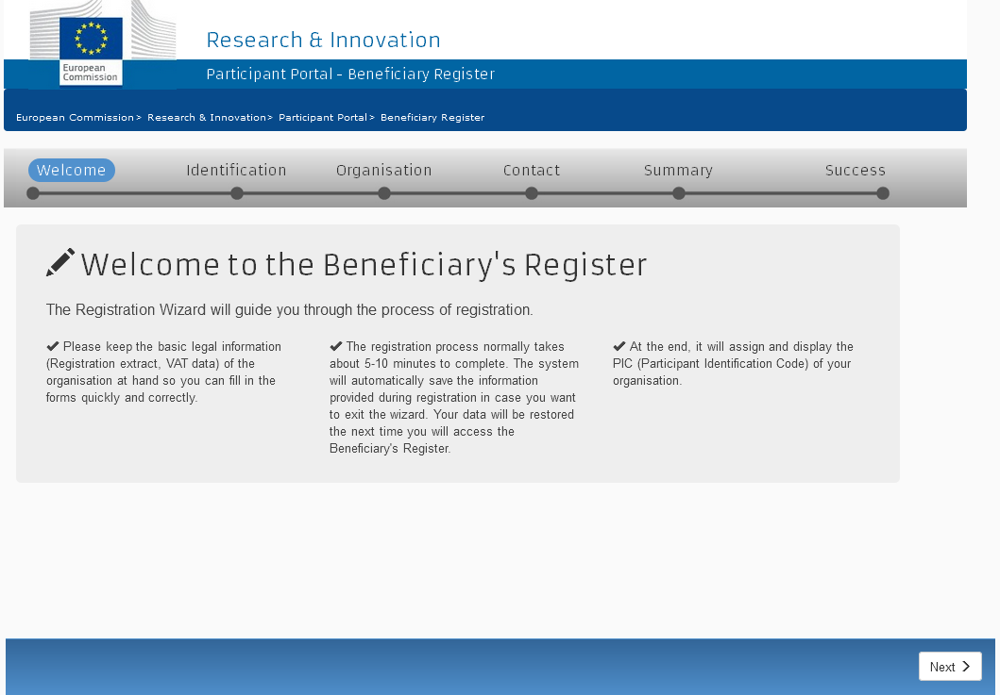 Research & Innovation
European
Commission
Participant Portal - Beneficiary Register
European Commission > Research & Innovation > Participant Portal > Beneficiary Register
Welcome Identification Organisation Contact Summary Success
Welcome to the Beneficiary's Register
The Registration Wizard will guide you through the process of registration.
Please keep the basic legal information
(Registration extract, VAT data) of the
organisation at hand so you can fill in the
forms quickly and correctly.
The registration process normally takes
about 5-10 minutes to complete. The system
will automatically save the information
provided during registration in case you want
to exit the wizard. Your data will be restored
the next time you will access the
Beneficiary's Register.
At the end, it will assign and display the
PIC (Participant Identification Code) of your
organisation.
Next